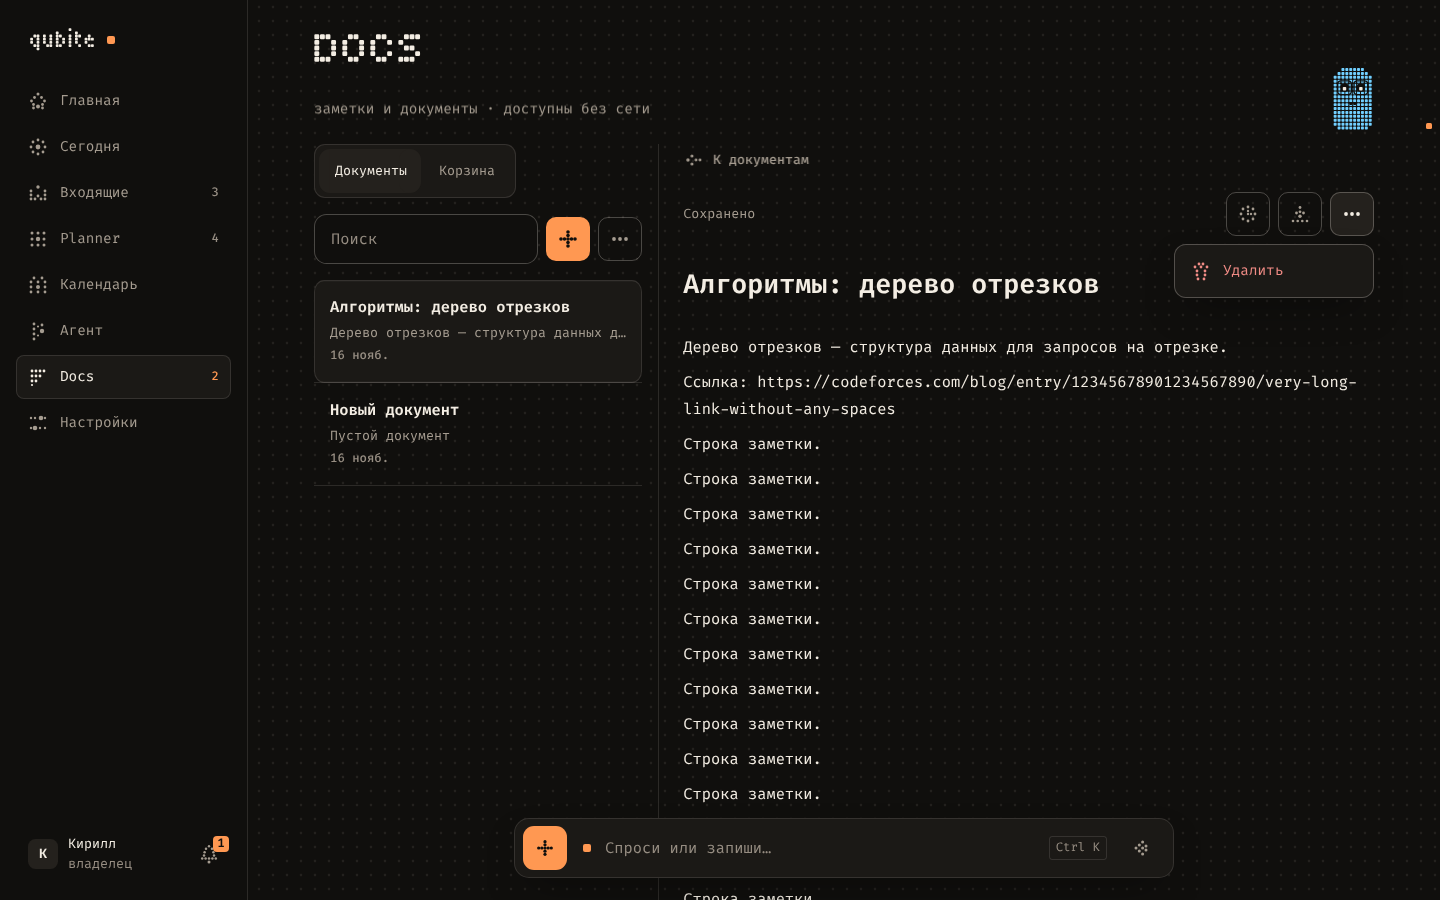 qubite
Главная
Сегодня
Входящие 3
Planner 4
Календарь
Агент
Docs 2
Настройки
К
Кирилл
владелец
1
DOCS
заметки и документы · доступны без сети
Документы Корзина
Поиск
Алгоритмы: дерево отрезков
Дерево отрезков — структура данных д…
16 нояб.
Новый документ
Пустой документ
16 нояб.
К документам
Сохранено
Удалить
Алгоритмы: дерево отрезков
Дерево отрезков — структура данных для запросов на отрезке.
Ссылка: https://codeforces.com/blog/entry/12345678901234567890/very-long-
link-without-any-spaces
Строка заметки.
Строка заметки.
Строка заметки.
Строка заметки.
Строка заметки.
Строка заметки.
Строка заметки.
Строка заметки.
Строка заметки.
Строка заметки.
Строка заметки.
Спроси или запиши… Ctrl K
Строка заметки.